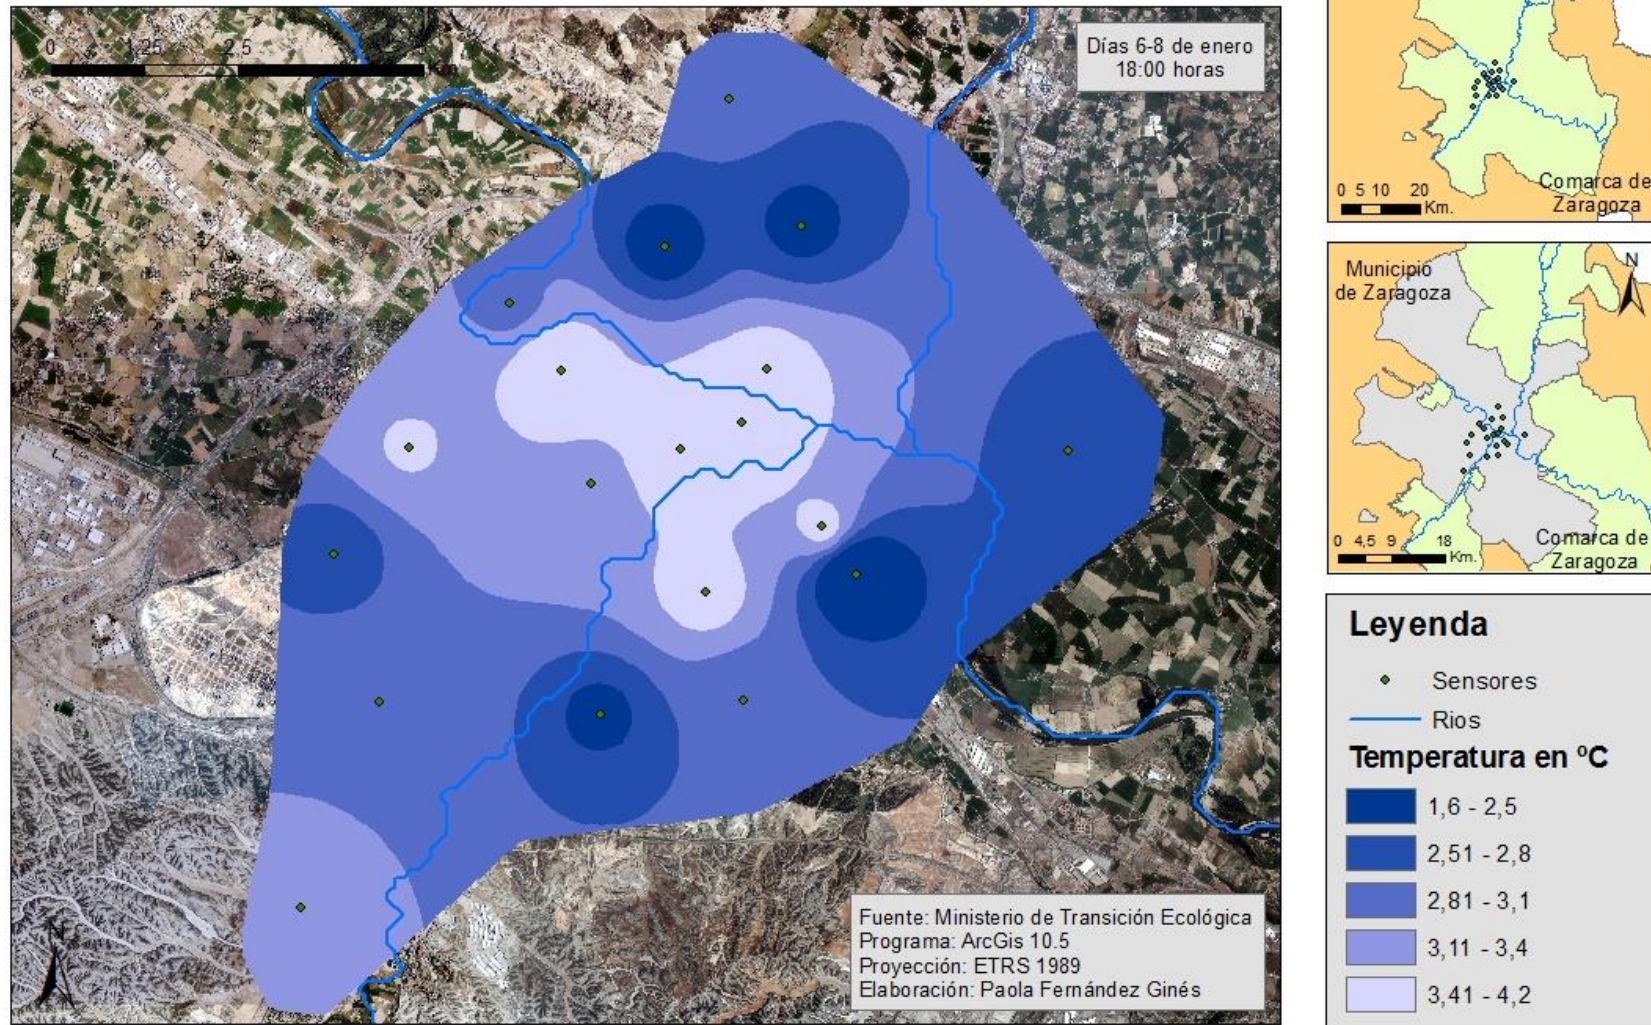 0 1,25 2,5
Días 6-8 de enero
18:00 horas
N
Fuente: Ministerio de Transición Ecológica
Programa: ArcGis 10.5
Proyección: ETRS 1989
Elaboración: Paola Fernández Ginés
0 5 10 20
Km.
Comarca de
Zaragoza
Municipio
de Zaragoza
N
0 4,5 9 18
Km.
Comarca de
Zaragoza
Leyenda
Sensores
Rios
Temperatura en ºC
1,6 - 2,5
2,51 - 2,8
2,81 - 3,1
3,11 - 3,4
3,41 - 4,2